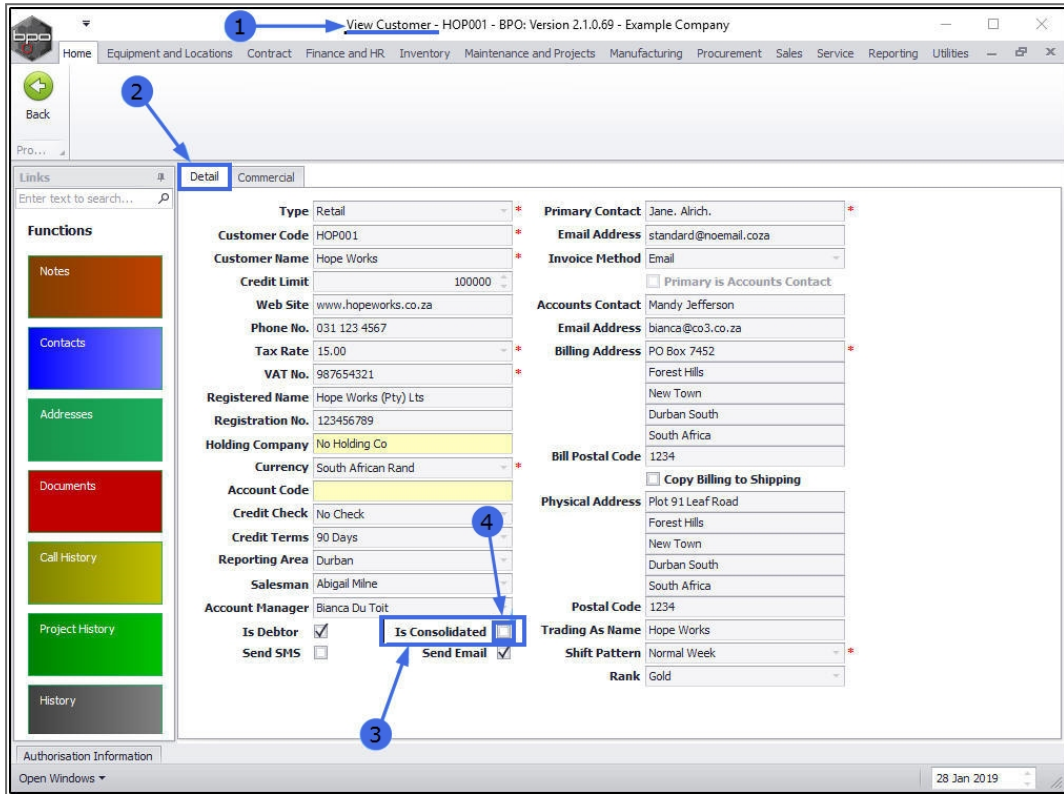 1
View Customer - HOP001 - BPO: Version 2.1.0.69 - Example Company
bpo
Home Equipment and Locations Contract Finance and HR Inventory Maintenance and Projects Manufacturing Procurement Sales Service Reporting Utilities
2
Back
Pro...
Links
Enter text to search...
Functions
Notes
Contacts
Addresses
Documents
Call History
Project History
History
Detail Commercial
Type Retail *
Customer Code HOP001 *
Customer Name Hope Works *
Credit Limit 100000
Web Site www.hopeworks.co.za
Phone No. 031 123 4567
Tax Rate 15.00 *
VAT No. 987654321 *
Registered Name Hope Works (Pty) Lts
Registration No. 123456789
Holding Company No Holding Co
Currency South African Rand *
Account Code
Credit Check No Check
4
Credit Terms 90 Days
Reporting Area Durban
Salesman Abigail Milne
Account Manager Bianca Du Toit
Is Debtor Is Consolidated
Send SMS Send Email
3
Primary Contact Jane. Alrich. *
Email Address standard@noemail.coza
Invoice Method Email
Primary is Accounts Contact
Accounts Contact Mandy Jefferson
Email Address bianca@co3.co.za
Billing Address PO Box 7452 *
Forest Hills
New Town
Durban South
South Africa
Bill Postal Code 1234
Copy Billing to Shipping
Physical Address Plot 91 Leaf Road
Forest Hills
New Town
Durban South
South Africa
Postal Code 1234
Trading As Name Hope Works
Shift Pattern Normal Week *
Rank Gold
Authorisation Information
Open Windows
28 Jan 2019